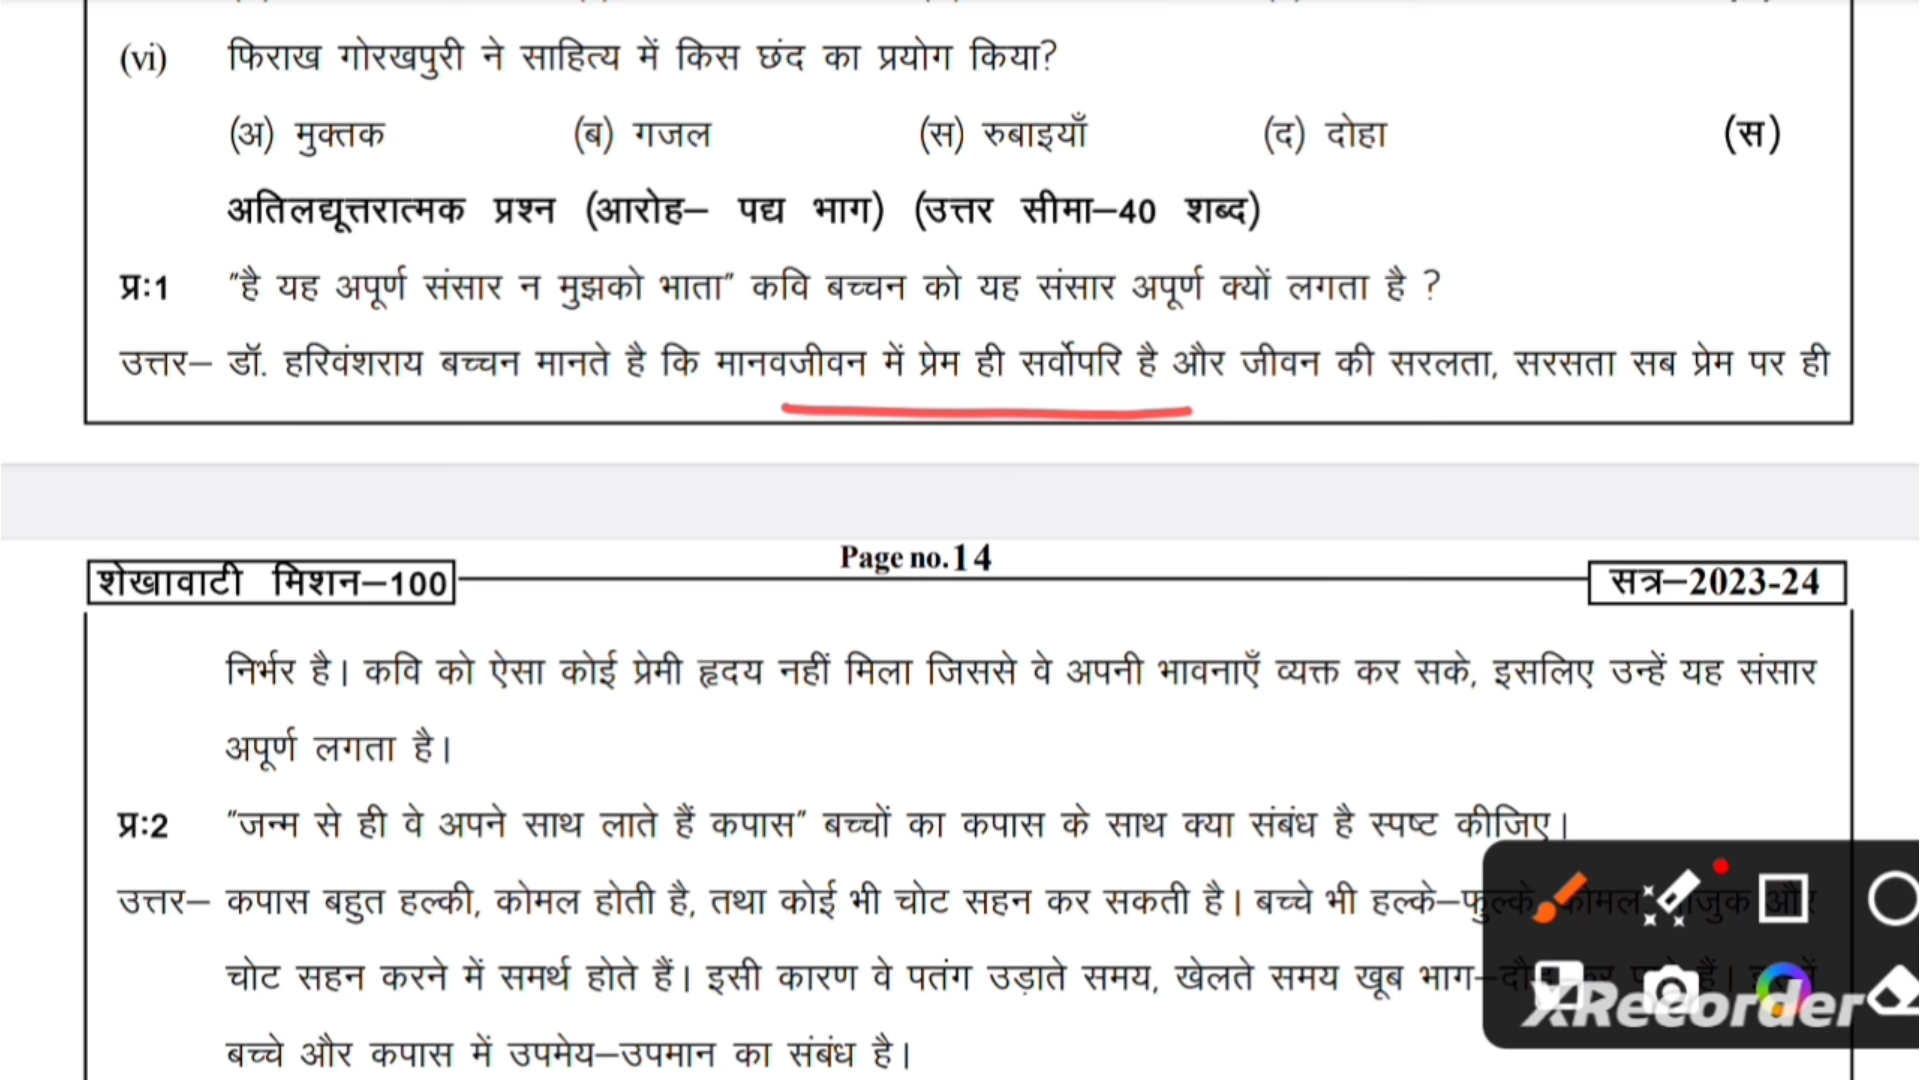 (vi) फिराख गोरखपुरी ने साहित्य में किस छंद का प्रयोग किया?
(अ) मुक्तक (ब) गजल (स) रुबाइयाँ (द) दोहा (स)
अतिलद्यूत्तरात्मक प्रश्न (आरोह– पद्य भाग) (उत्तर सीमा–40 शब्द)
प्र:1 "है यह अपूर्ण संसार न मुझको भाता" कवि बच्चन को यह संसार अपूर्ण क्यों लगता है ?
उत्तर– डॉ. हरिवंशराय बच्चन मानते है कि मानवजीवन में प्रेम ही सर्वोपरि है और जीवन की सरलता, सरसता सब प्रेम पर ही
Page no.14
शेखावाटी मिशन–100 सत्र–2023-24
निर्भर है। कवि को ऐसा कोई प्रेमी हृदय नहीं मिला जिससे वे अपनी भावनाएँ व्यक्त कर सके, इसलिए उन्हें यह संसार
अपूर्ण लगता है।
प्र:2 "जन्म से ही वे अपने साथ लाते हैं कपास" बच्चों का कपास के साथ क्या संबंध है स्पष्ट कीजिए।
उत्तर– कपास बहुत हल्की, कोमल होती है, तथा कोई भी चोट सहन कर सकती है। बच्चे भी हल्के–फुल्के, कोमल और
चोट सहन करने में समर्थ होते हैं। इसी कारण वे पतंग उड़ाते समय, खेलते समय खूब भाग–
XRecorder
बच्चे और कपास में उपमेय–उपमान का संबंध है।